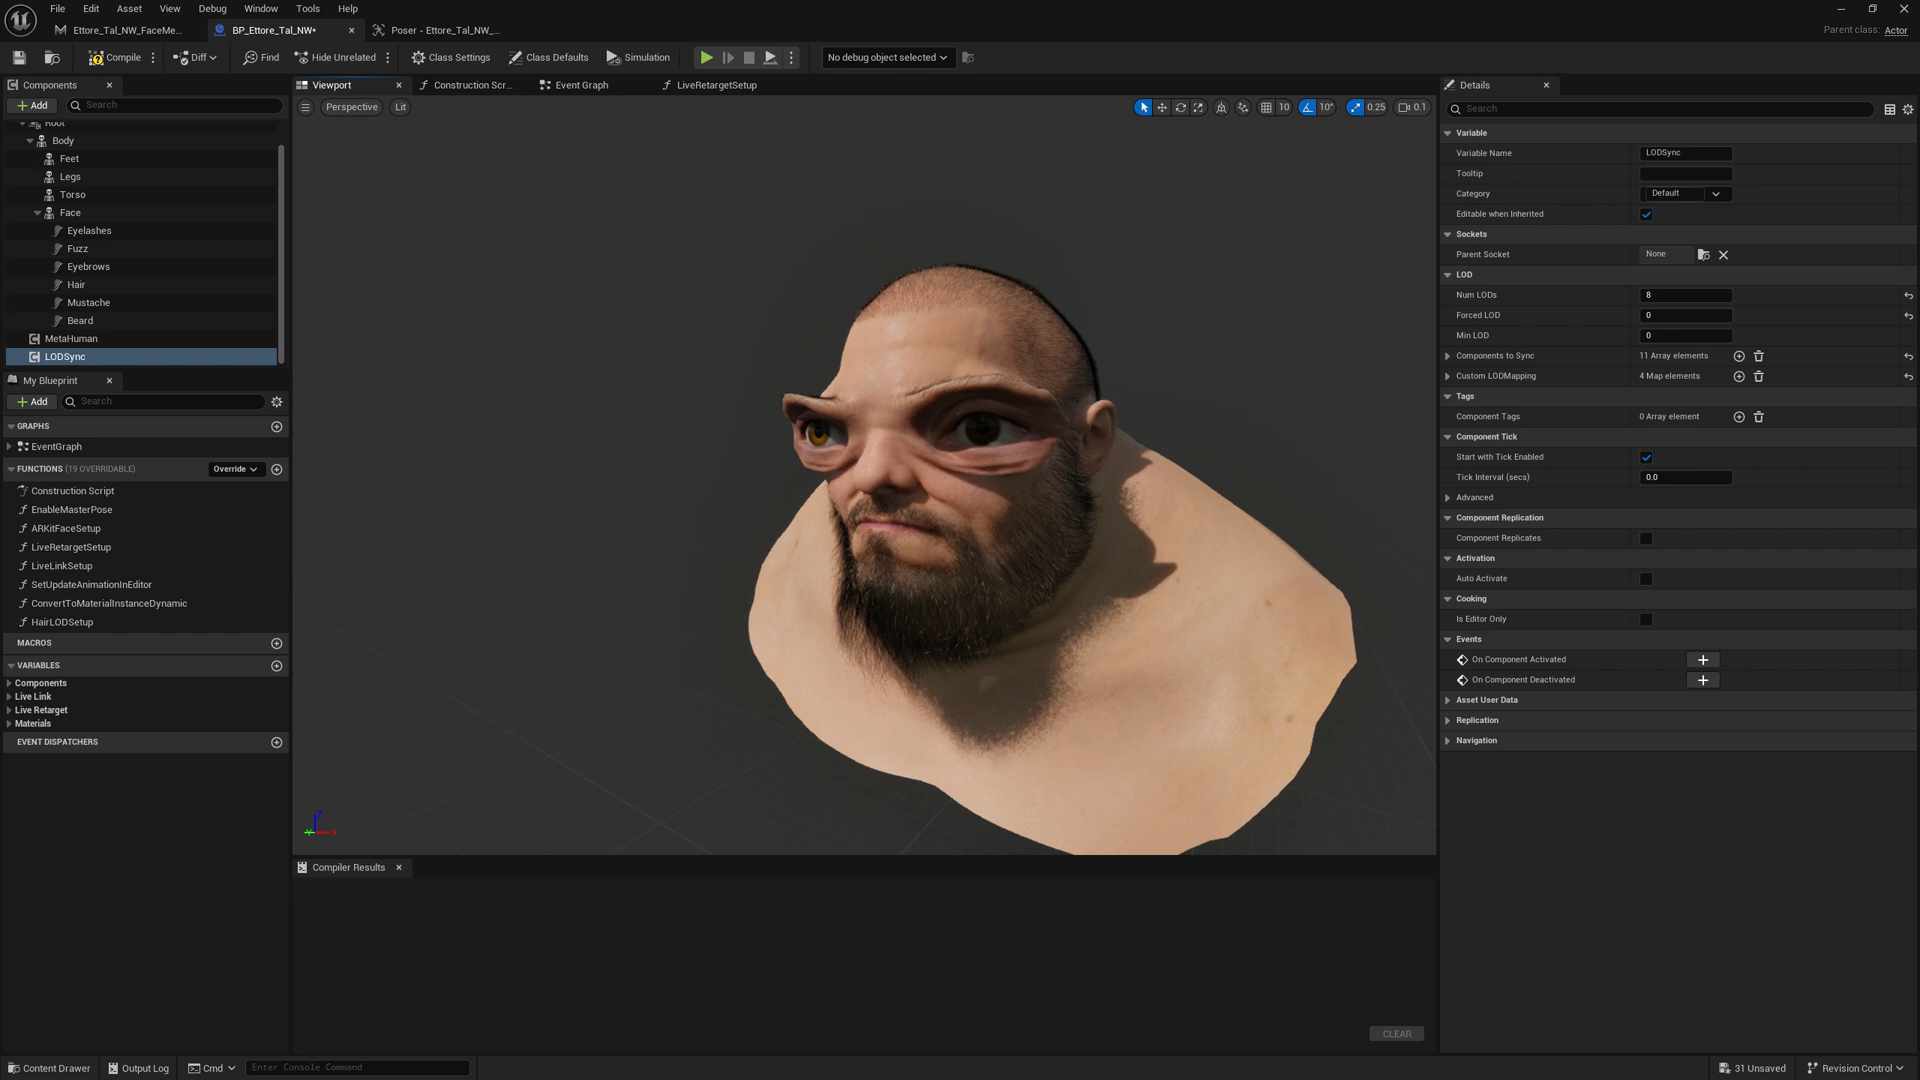 File Edit Asset View Debug Window Tools Help
Ettore_Tal_NW_FaceMe... BP_Ettore_Tal_NW• Poser - Ettore_Tal_NW_...
Parent class: Actor
Compile Diff Find Hide Unrelated Class Settings Class Defaults Simulation No debug object selected
Components
Add Search
Root
Body
Feet
Legs
Torso
Face
Eyelashes
Fuzz
Eyebrows
Hair
Mustache
Beard
MetaHuman
LODSync
My Blueprint
Add Search
GRAPHS
EventGraph
FUNCTIONS (19 OVERRIDABLE) Override
Construction Script
EnableMasterPose
ARKitFaceSetup
LiveRetargetSetup
LiveLinkSetup
SetUpdateAnimationInEditor
ConvertToMaterialInstanceDynamic
HairLODSetup
MACROS
VARIABLES
Components
Live Link
Live Retarget
Materials
EVENT DISPATCHERS
Viewport Construction Scr... Event Graph LiveRetargetSetup
Perspective Lit 10 10° 0.25 0.1
Z
Y X
Compiler Results
CLEAR
Details
Search
Variable
Variable Name LODSync
Tooltip
Category Default
Editable when Inherited
Sockets
Parent Socket None
LOD
Num LODs 8
Forced LOD 0
Min LOD 0
Components to Sync 11 Array elements
Custom LODMapping 4 Map elements
Tags
Component Tags 0 Array element
Component Tick
Start with Tick Enabled
Tick Interval (secs) 0.0
Advanced
Component Replication
Component Replicates
Activation
Auto Activate
Cooking
Is Editor Only
Events
On Component Activated
On Component Deactivated
Asset User Data
Replication
Navigation
Content Drawer Output Log Cmd Enter Console Command 31 Unsaved Revision Control